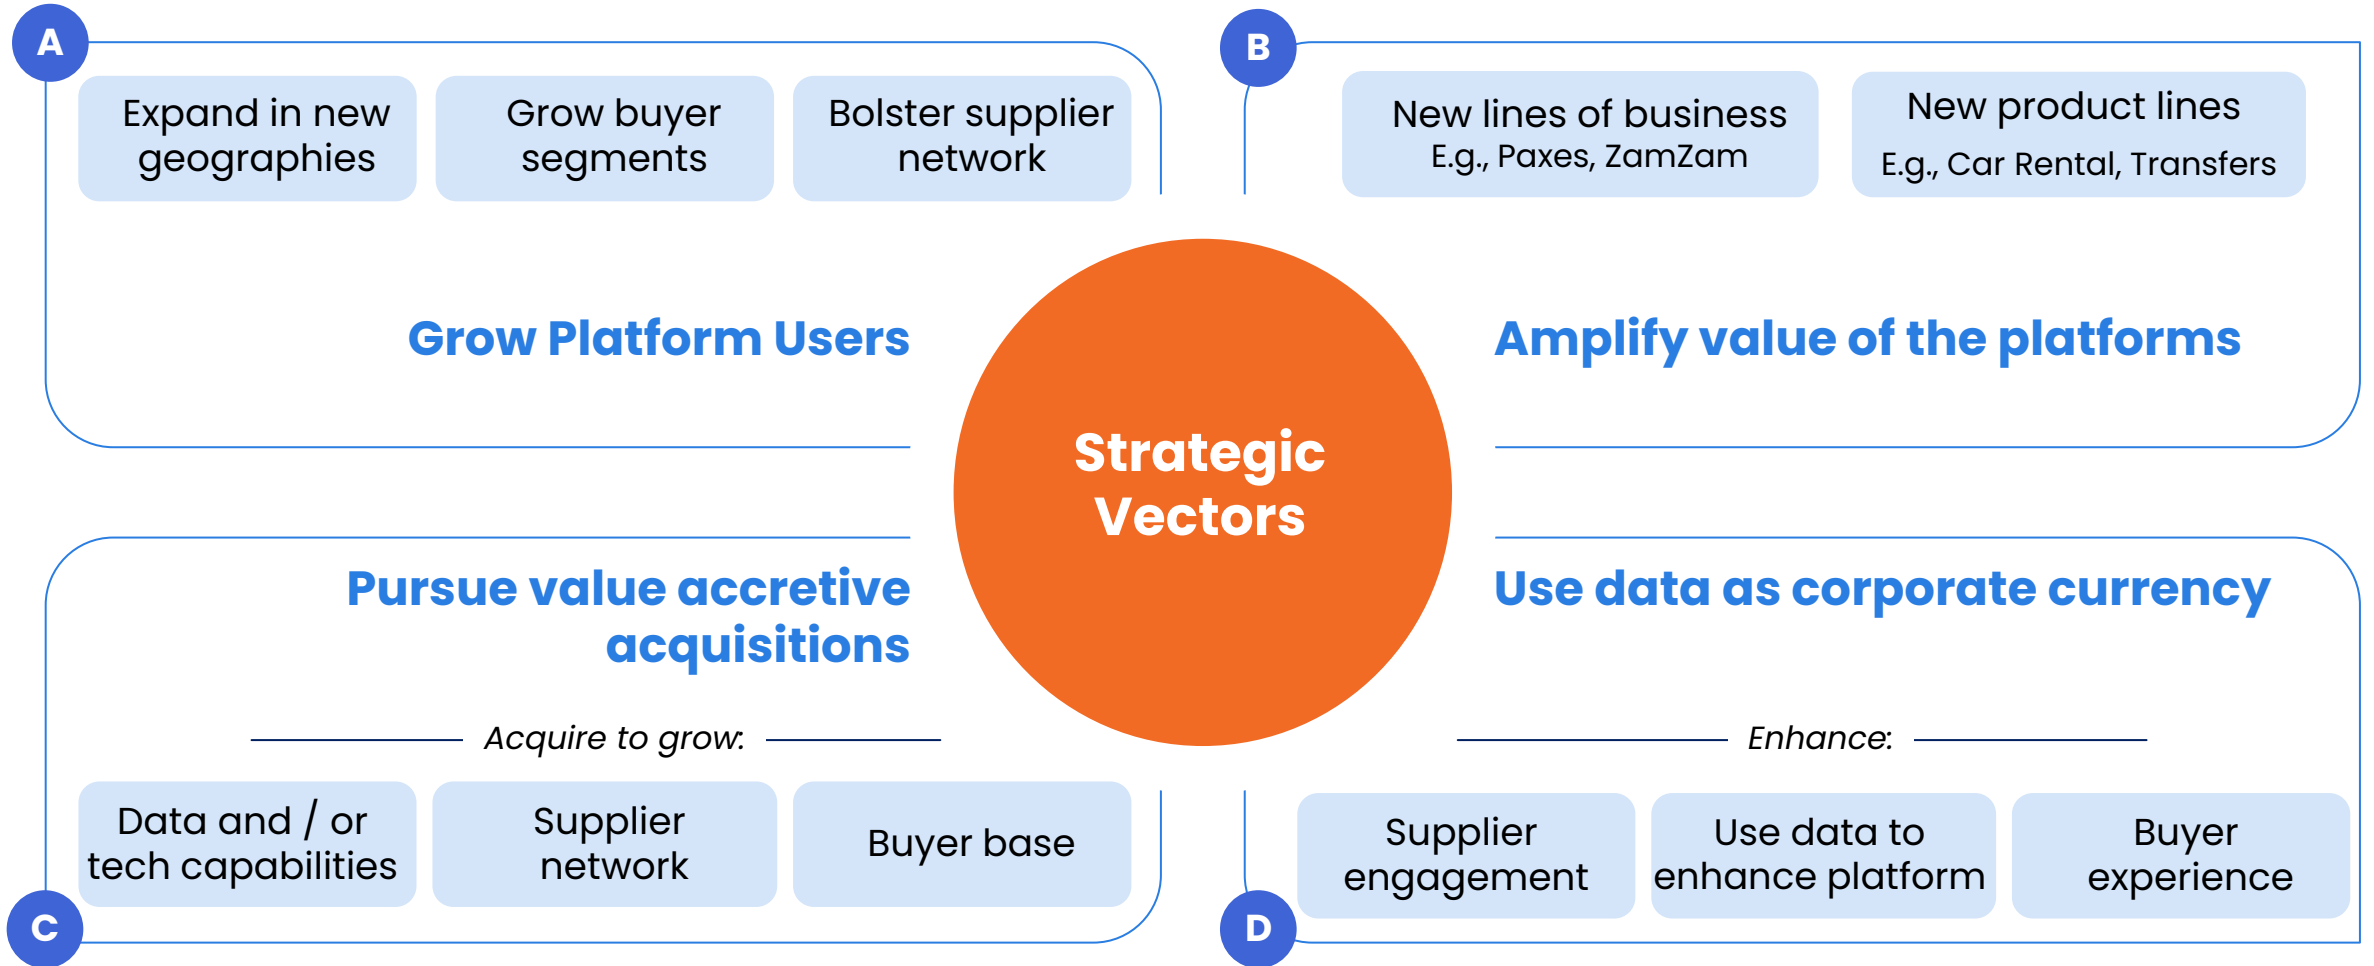 A
Expand in new
geographies
Grow buyer
segments
Bolster supplier
network
Grow Platform Users
B
New lines of business
E.g., Paxes, ZamZam
New product lines
E.g., Car Rental, Transfers
Amplify value of the platforms
Strategic
Vectors
Pursue value accretive
acquisitions
Acquire to grow:
Data and / or
tech capabilities
Supplier
network
Buyer base
C
Use data as corporate currency
Enhance:
Supplier
engagement
Use data to
enhance platform
Buyer
experience
D